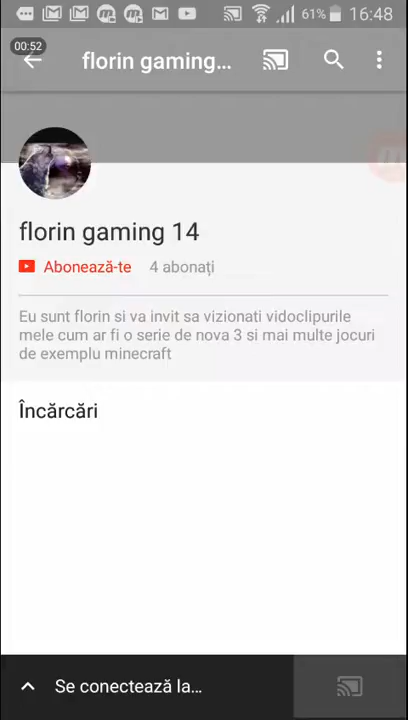 61% 16:48
00:52
florin gaming...
florin gaming 14
Abonează-te 4 abonați
Eu sunt florin si va invit sa vizionati vidoclipurile
mele cum ar fi o serie de nova 3 si mai multe jocuri
de exemplu minecraft
Încărcări
Se conectează la...